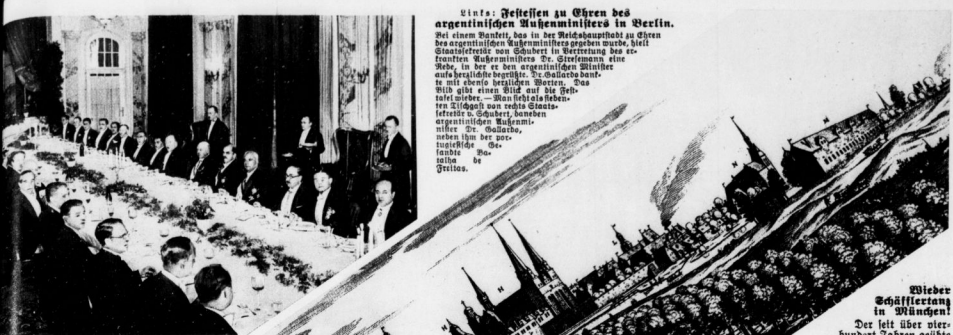 Links: Festessen zu Ehren des
argentinischen Außenministers in Berlin.
Bei einem Bankett, das in der Reichshauptstadt zu Ehren
des argentinischen Außenministers gegeben wurde, hielt
Staatssekretär von Schubert in Vertretung des er-
krankten Außenministers Dr. Stresemann eine
Rede, in der er den argentinischen Minister
aufs herzlichste begrüßte. Dr. Gallardo dank-
te mit ebenso herzlichen Worten. Das
Bild gibt einen Blick auf die Fest-
tafel wieder. — Man sieht als sieben-
ten Tischgast von rechts Staats-
sekretär v. Schubert, daneben
argentinischen Außenmi-
nister Dr. Gallardo,
neben ihm der por-
tugiesische Ge-
sandte Ba-
talha de
Freitas.
Wieder
Schäfflertanz
in München!
Der seit über vier-
hundert Jahren geübte